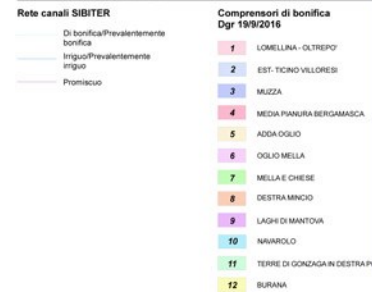 Rete canali SIBITER
Di bonifica/Prevalentemente
bonifica
Irriguo/Prevalentemente
irriguo
Promiscuo
Comprensori di bonifica
Dgr 19/9/2016
1 LOMELLINA - OLTREPO'
2 EST- TICINO VILLORESI
3 MUZZA
4 MEDIA PIANURA BERGAMASCA
5 ADDA OGLIO
6 OGLIO MELLA
7 MELLA E CHIESE
8 DESTRA MINCIO
9 LAGHI DI MANTOVA
10 NAVAROLO
11 TERRE DI GONZAGA IN DESTRA PO
12 BURANA